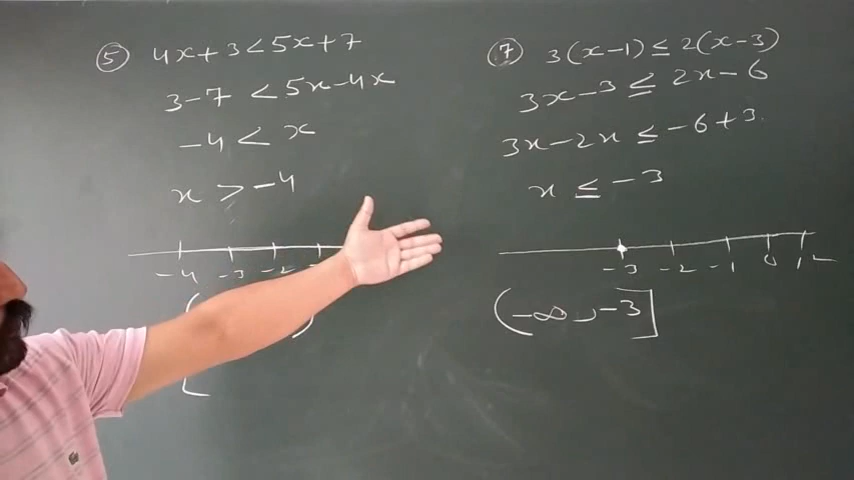 ⑤ 4x+3<5x+7
3-7 <5x-4x
-4 < x
x > -4
-4 -3 -2
( )
[
⑦ 3(x-1) ≤ 2(x-3)
3x-3 ≤ 2x-6
3x-2x ≤ -6+3
x ≤ -3
-3 -2 -1 0 1 2
(-∞, -3]